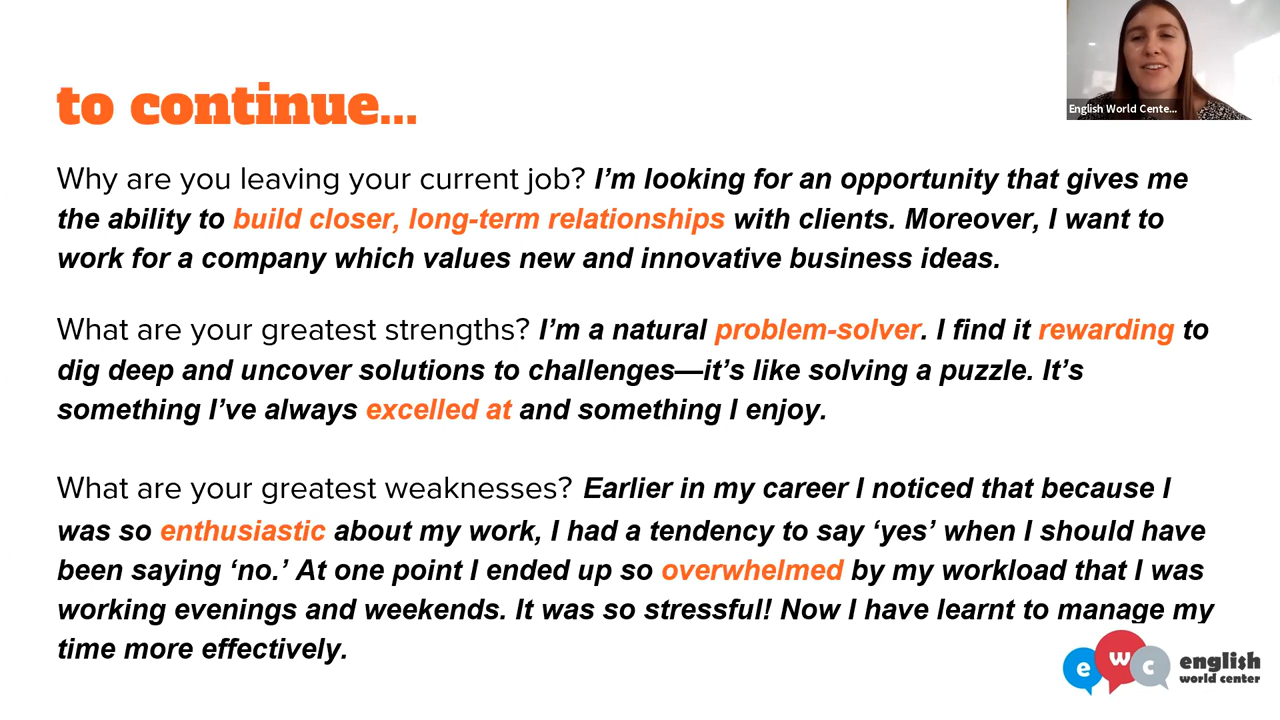 English World Cente...
to continue...
Why are you leaving your current job? I'm looking for an opportunity that gives me
the ability to build closer, long-term relationships with clients. Moreover, I want to
work for a company which values new and innovative business ideas.
What are your greatest strengths? I'm a natural problem-solver. I find it rewarding to
dig deep and uncover solutions to challenges—it's like solving a puzzle. It's
something I've always excelled at and something I enjoy.
What are your greatest weaknesses? Earlier in my career I noticed that because I
was so enthusiastic about my work, I had a tendency to say ‘yes’ when I should have
been saying ‘no.’ At one point I ended up so overwhelmed by my workload that I was
working evenings and weekends. It was so stressful! Now I have learnt to manage my
time more effectively.
e w c
english
world center